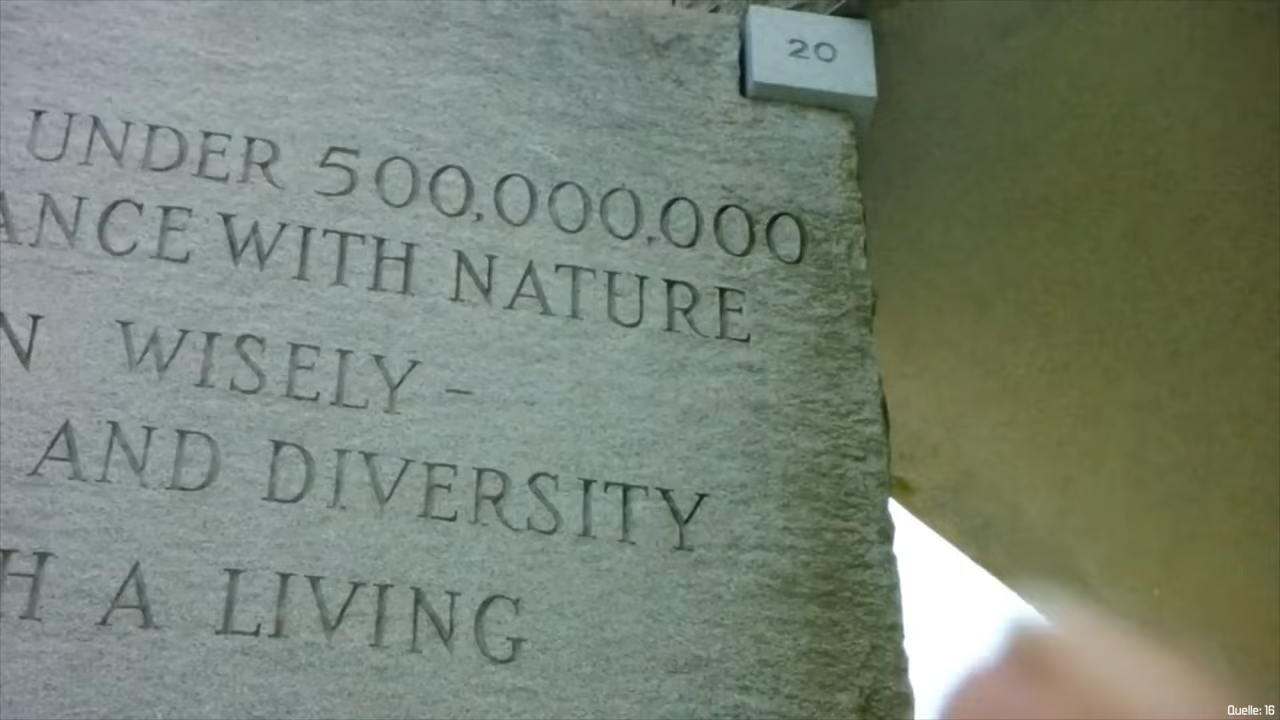 20
UNDER 500,000,000
ANCE WITH NATURE
N WISELY -
AND DIVERSITY
H A LIVING
Quelle: 16